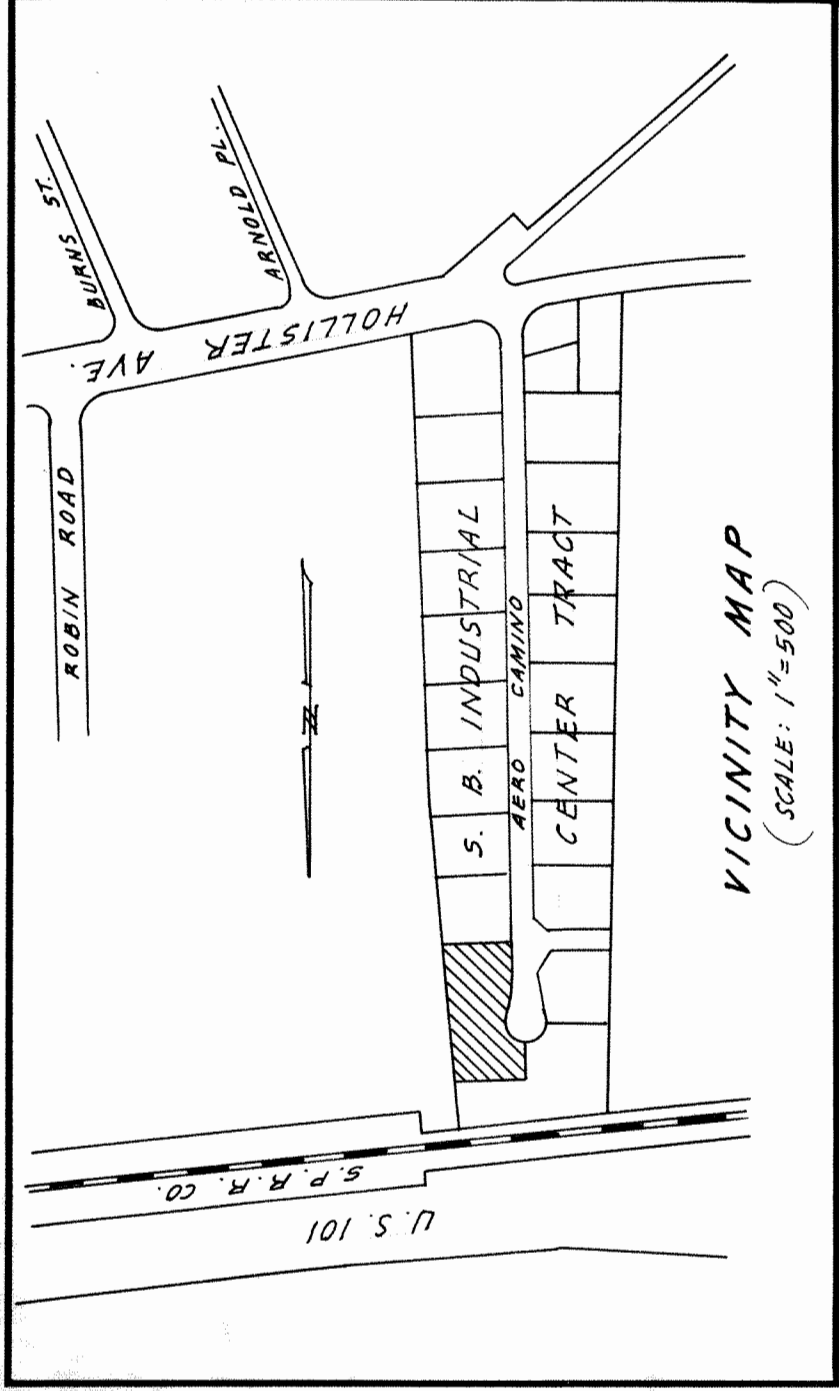 BURNS ST.
ARNOLD PL.
HOLLISTER AVE.
ROBIN ROAD
N
S. B. INDUSTRIAL
AERO CAMINO
CENTER TRACT
S.P.R.R. CO.
U.S. 101
VICINITY MAP
(SCALE: 1"=500)